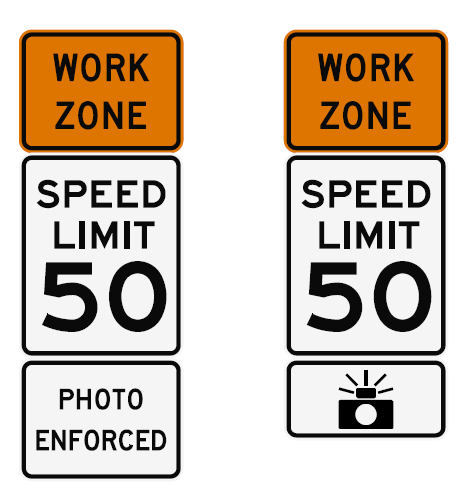 WORK
ZONE
SPEED
LIMIT
50
PHOTO
ENFORCED
WORK
ZONE
SPEED
LIMIT
50